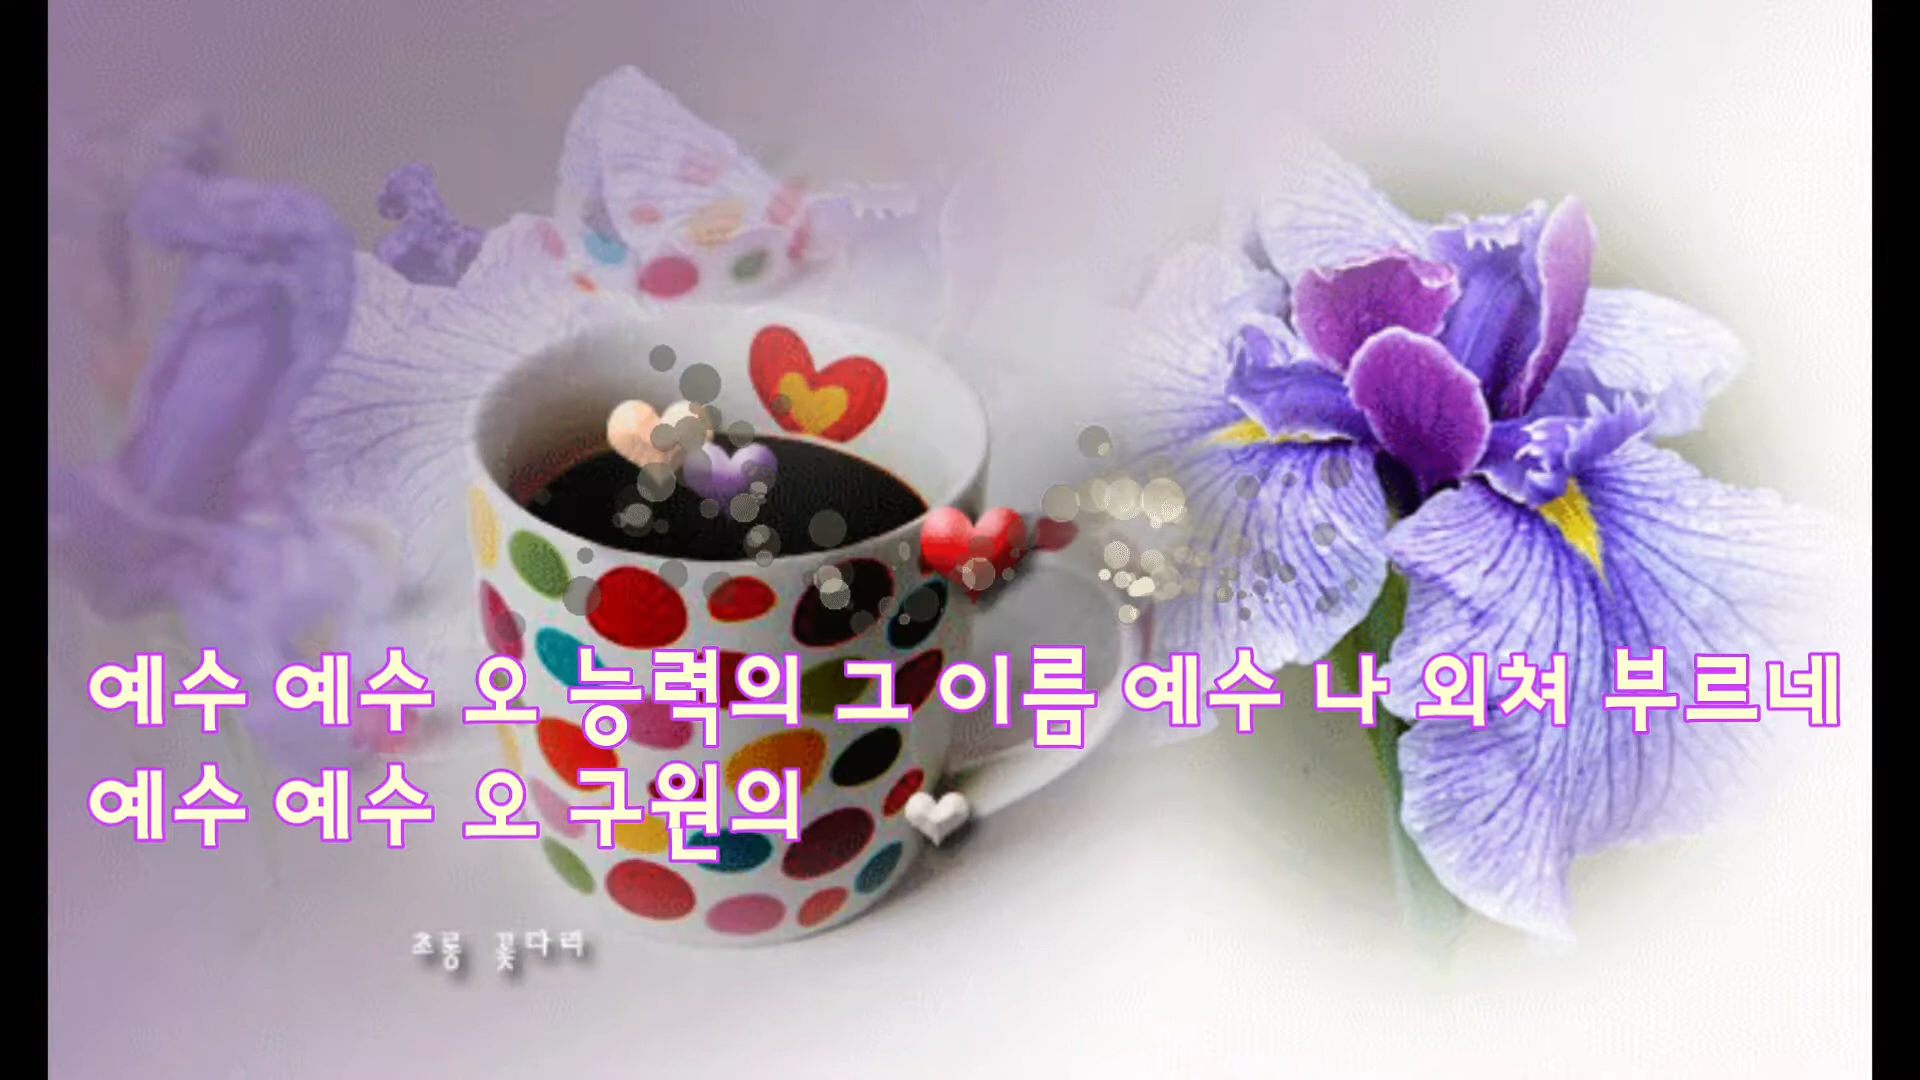 예수 예수 오 능력의 그 이름 예수 나 외쳐 부르네
예수 예수 오 구원의
초롱 꽃다리